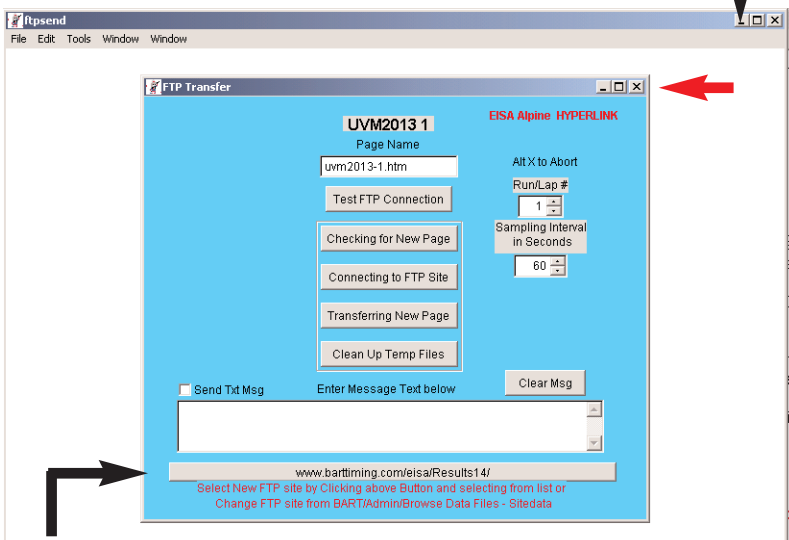 ftpsend
File Edit Tools Window Window
FTP Transfer
UVM2013 1
EISA Alpine HYPERLINK
Page Name
uvm2013-1.htm
Alt X to Abort
Test FTP Connection
Run/Lap #
1
Checking for New Page
Sampling Interval
in Seconds
60
Connecting to FTP Site
Transferring New Page
Clean Up Temp Files
Send Txt Msg
Enter Message Text below
Clear Msg
www.barttiming.com/eisa/Results14/
Select New FTP site by Clicking above Button and selecting from list or
Change FTP site from BART/Admin/Browse Data Files - Sitedata